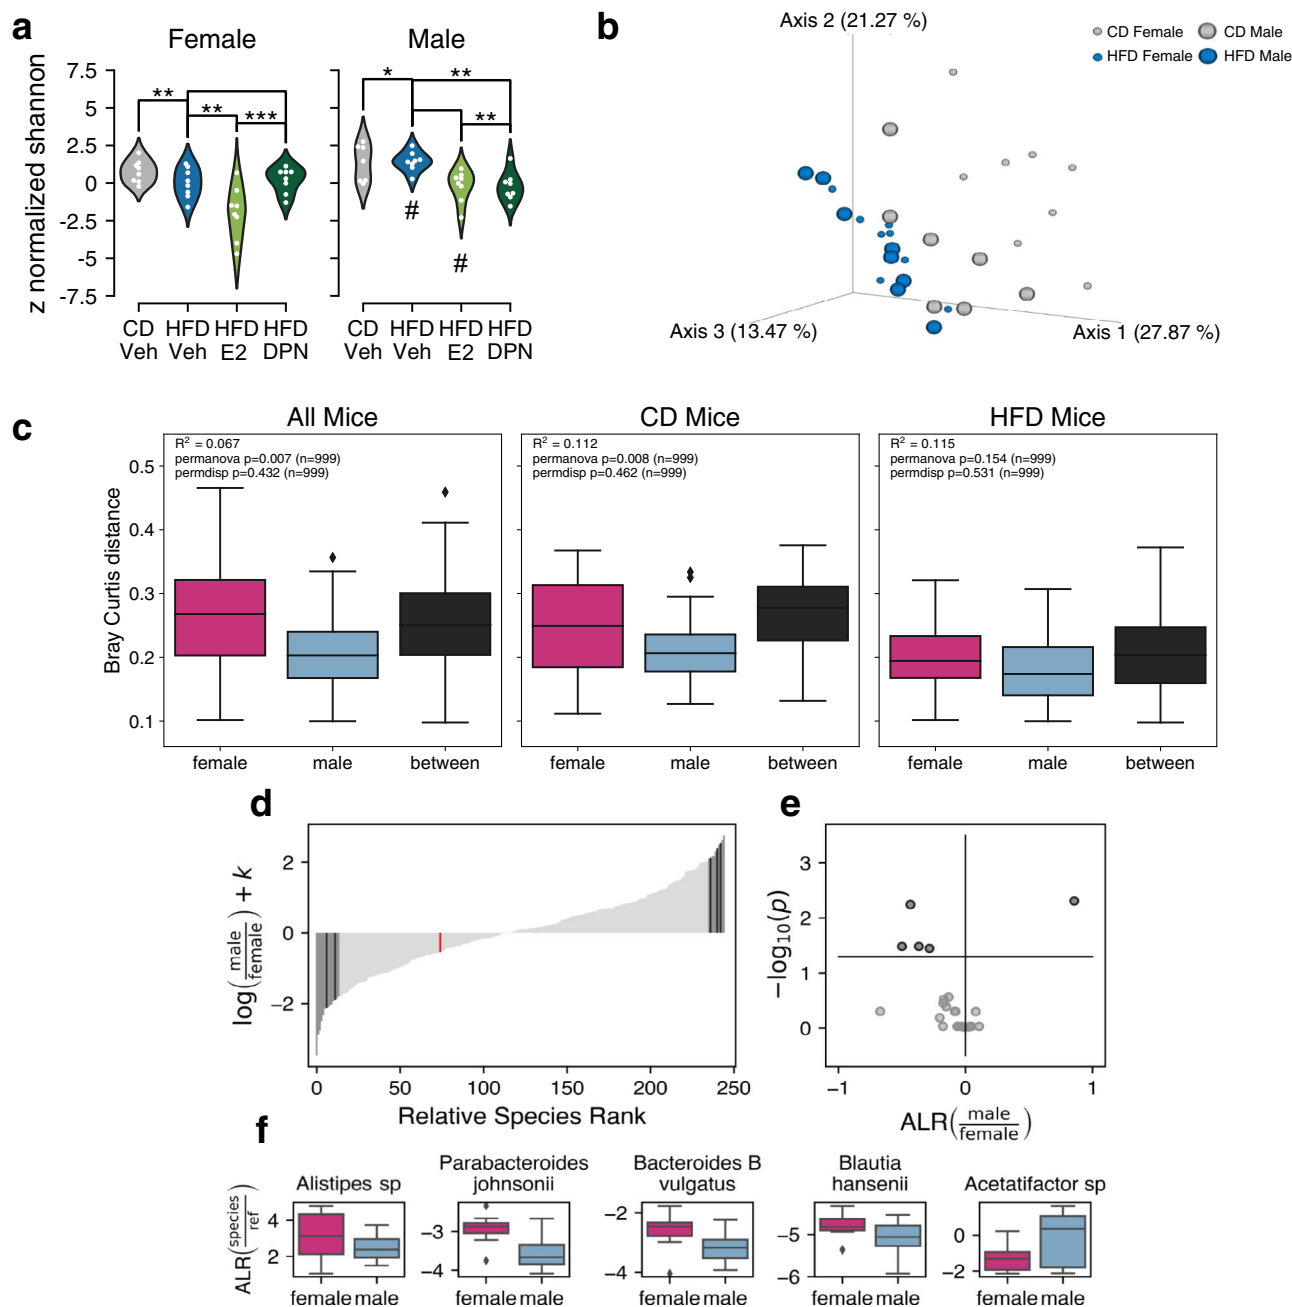 a
Female
Male
z normalized shannon
7.5
5
2.5
0
-2.5
-5
-7.5
**
**
***
*
**
**
#
#
CD HFD HFD HFD
Veh Veh E2 DPN
CD HFD HFD HFD
Veh Veh E2 DPN
b
Axis 2 (21.27 %)
CD Female
CD Male
HFD Female
HFD Male
Axis 3 (13.47 %)
Axis 1 (27.87 %)
c
All Mice
CD Mice
HFD Mice
Bray Curtis distance
0.5
0.4
0.3
0.2
0.1
R² = 0.067
permanova p=0.007 (n=999)
permdisp p=0.432 (n=999)
R² = 0.112
permanova p=0.008 (n=999)
permdisp p=0.462 (n=999)
R² = 0.115
permanova p=0.154 (n=999)
permdisp p=0.531 (n=999)
female male between
female male between
female male between
d
log(male/female) + k
2
0
−2
0 50 100 150 200 250
Relative Species Rank
e
−log₁₀(p)
3
2
1
0
−1 0 1
ALR(male/female)
f
ALR(species/ref)
Alistipes sp
4
2
female male
Parabacteroides
johnsonii
−3
−4
female male
Bacteroides B
vulgatus
−2
−4
female male
Blautia
hansenii
−5
−6
female male
Acetatifactor sp
0
−2
female male